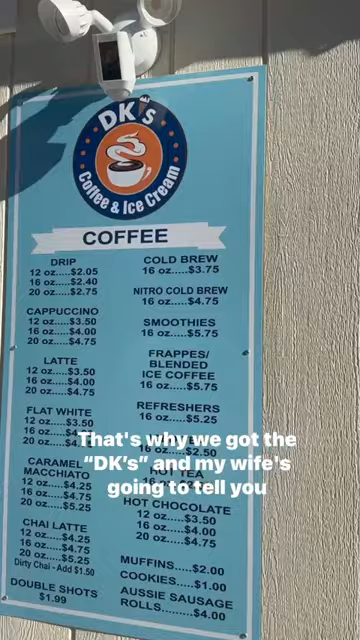 DK's
Coffee & Ice Cream
COFFEE
DRIP
12 oz.....$2.05
16 oz.....$2.40
20 oz.....$2.75
CAPPUCCINO
12 oz....$3.50
16 oz....$4.00
20 oz....$4.75
LATTE
12 oz....$3.50
16 oz....$4.00
20 oz....$4.75
FLAT WHITE
12 oz....$3.50
CARAMEL
MACCHIATO
12 oz....$4.25
16 oz....$4.75
20 oz....$5.25
CHAI LATTE
12 oz....$4.25
16 oz....$4.75
20 oz....$5.25
Dirty Chai - Add $1.50
DOUBLE SHOTS
$1.99
COLD BREW
16 oz.....$3.75
NITRO COLD BREW
16 oz.....$4.75
SMOOTHIES
16 oz.....$5.75
FRAPPES/
BLENDED
ICE COFFEE
16 oz.....$5.75
REFRESHERS
16 oz.....$5.25
HOT TEA
HOT CHOCOLATE
12 oz....$3.50
16 oz....$4.00
20 oz....$4.75
MUFFINS.....$2.00
COOKIES.....$1.00
AUSSIE SAUSAGE
ROLLS.........$4.00
That's why we got the
“DK's” and my wife's
going to tell you